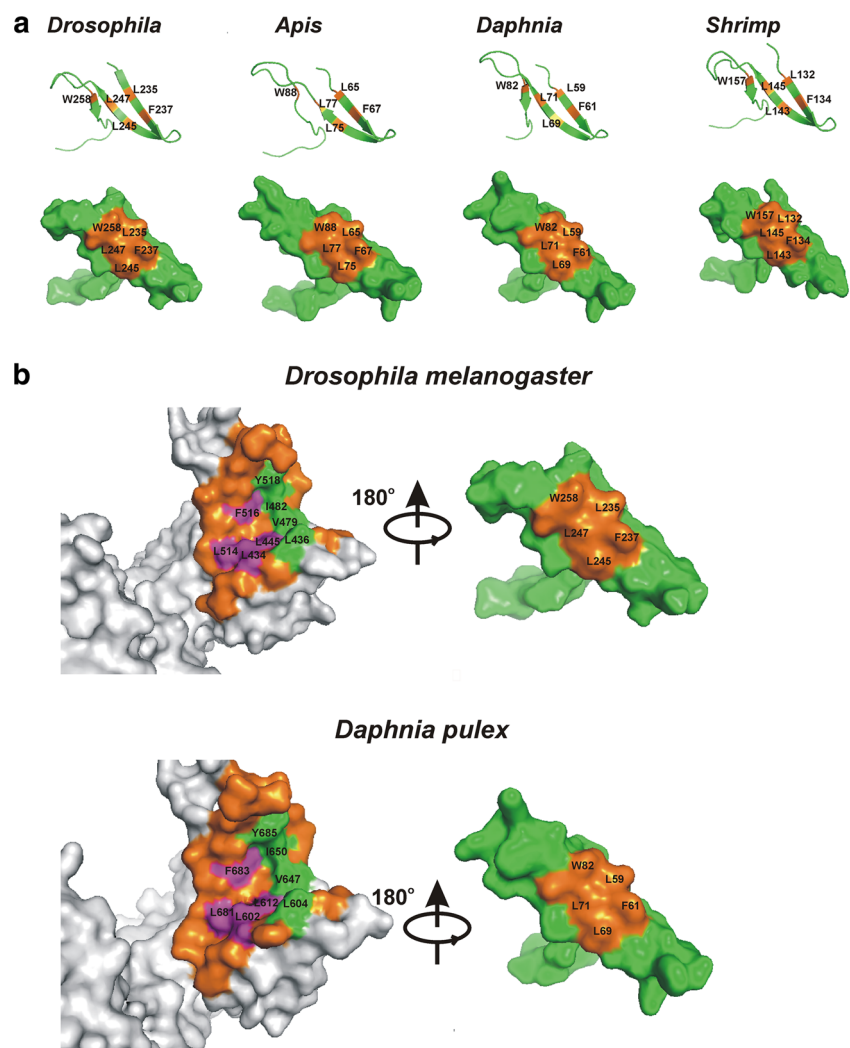 a
Drosophila Apis Daphnia Shrimp
L235
W258 L247
F237
L245
L65
W88
L77 F67
L75
W82 L59
L71
F61
L69
L132
W157 L145
F134
L143
W258 L235
L247 F237
L245
W88 L65
L77 F67
L75
W82 L59
L71 F61
L69
W157 L132
L145 F134
L143
b
Drosophila melanogaster
Y518
I482
F516
V479
L445 L436
L514 L434
180°
W258
L235
L247 F237
L245
Daphnia pulex
Y685
I650
F683
V647
L612 L604
L681 L602
180°
W82
L59
L71 F61
L69